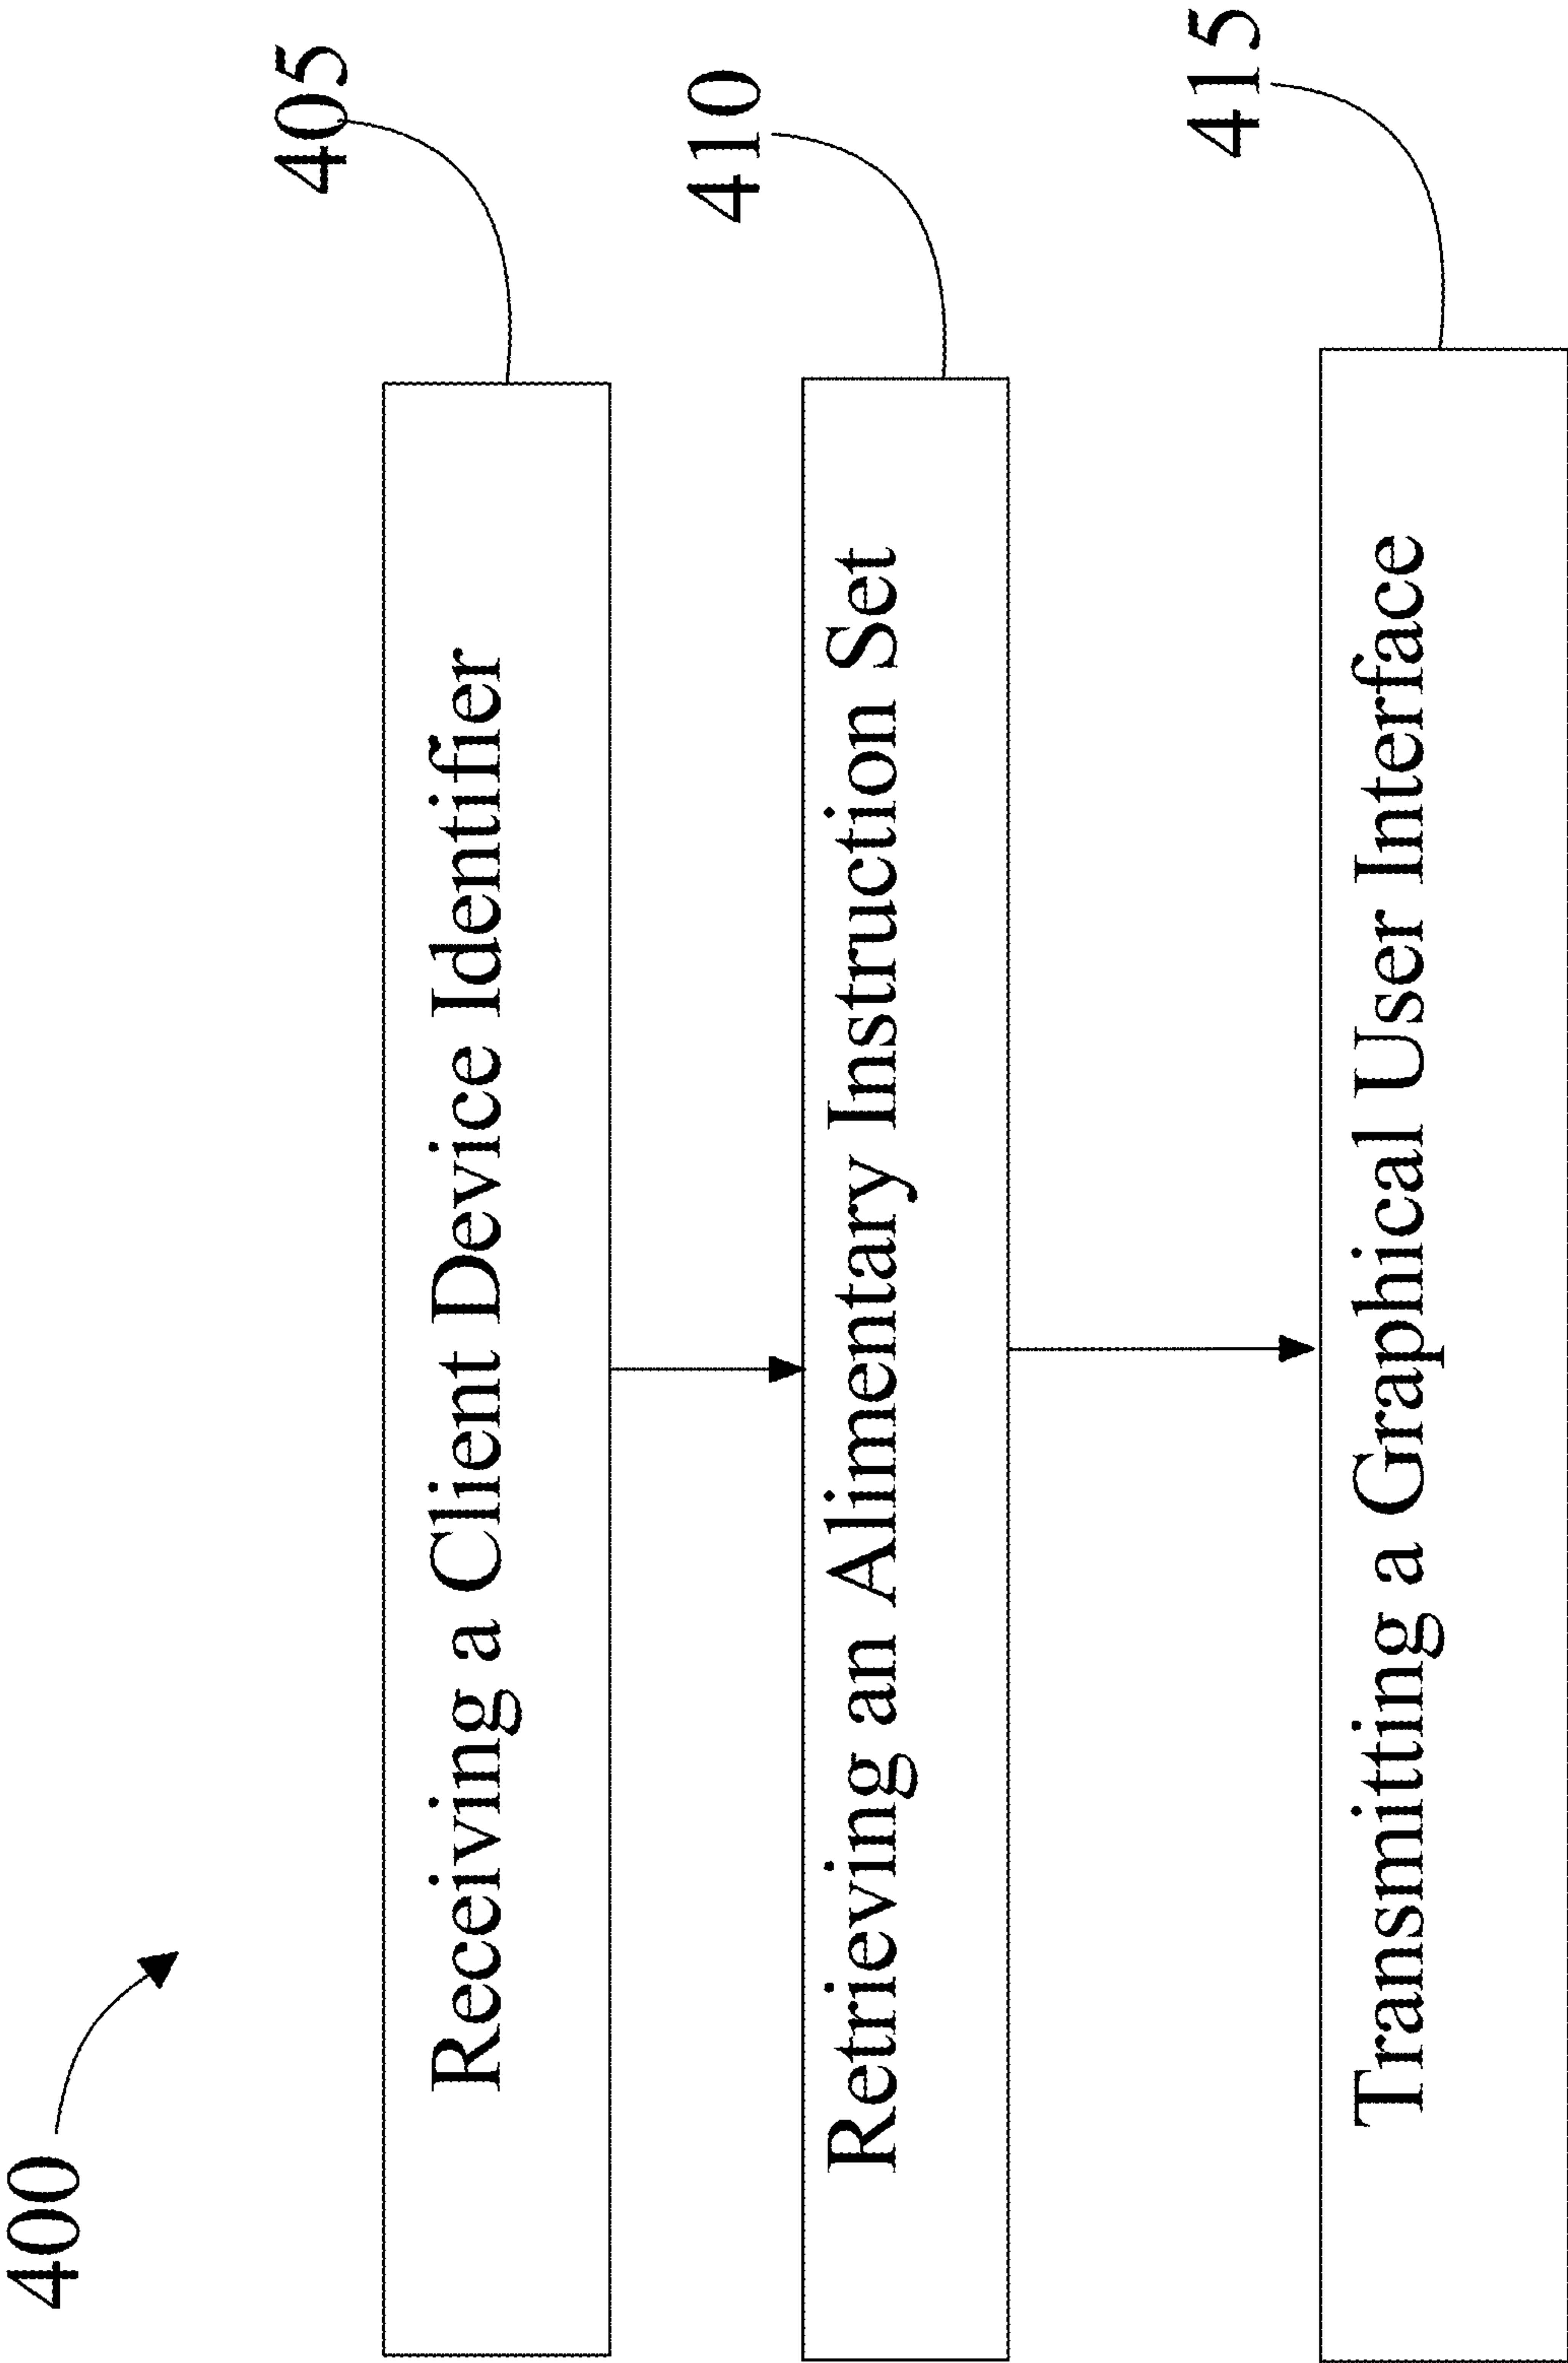 400
405
Receiving a Client Device Identifier
410
Retrieving an Alimentary Instruction Set
415
Transmitting a Graphical User Interface